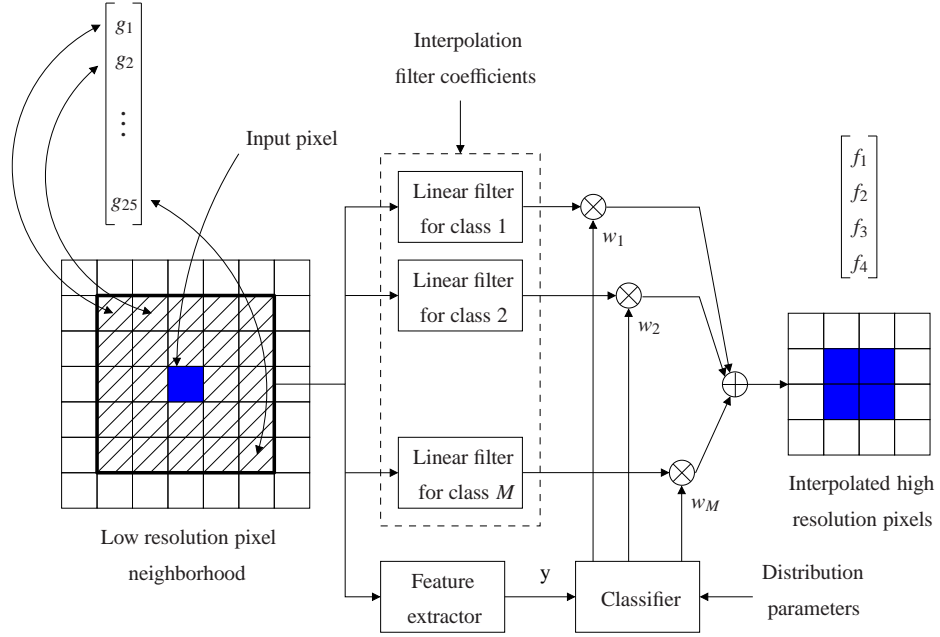 g1
g2
⋮
g25
Input pixel
Interpolation
filter coefficients
Linear filter
for class 1
Linear filter
for class 2
Linear filter
for class M
w1
w2
wM
f1
f2
f3
f4
Low resolution pixel
neighborhood
Interpolated high
resolution pixels
Feature
extractor
y
Classifier
Distribution
parameters